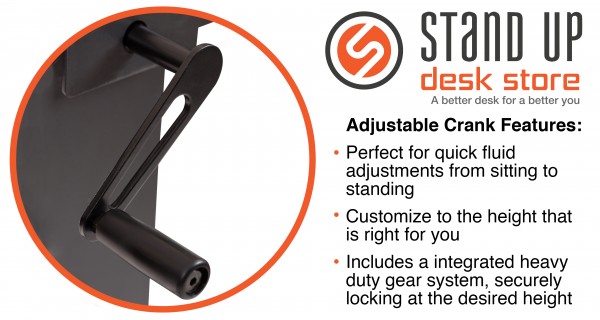 STAND UP
desk store
A better desk for a better you
Adjustable Crank Features:
• Perfect for quick fluid
adjustments from sitting to
standing
• Customize to the height that
is right for you
• Includes a integrated heavy
duty gear system, securely
locking at the desired height